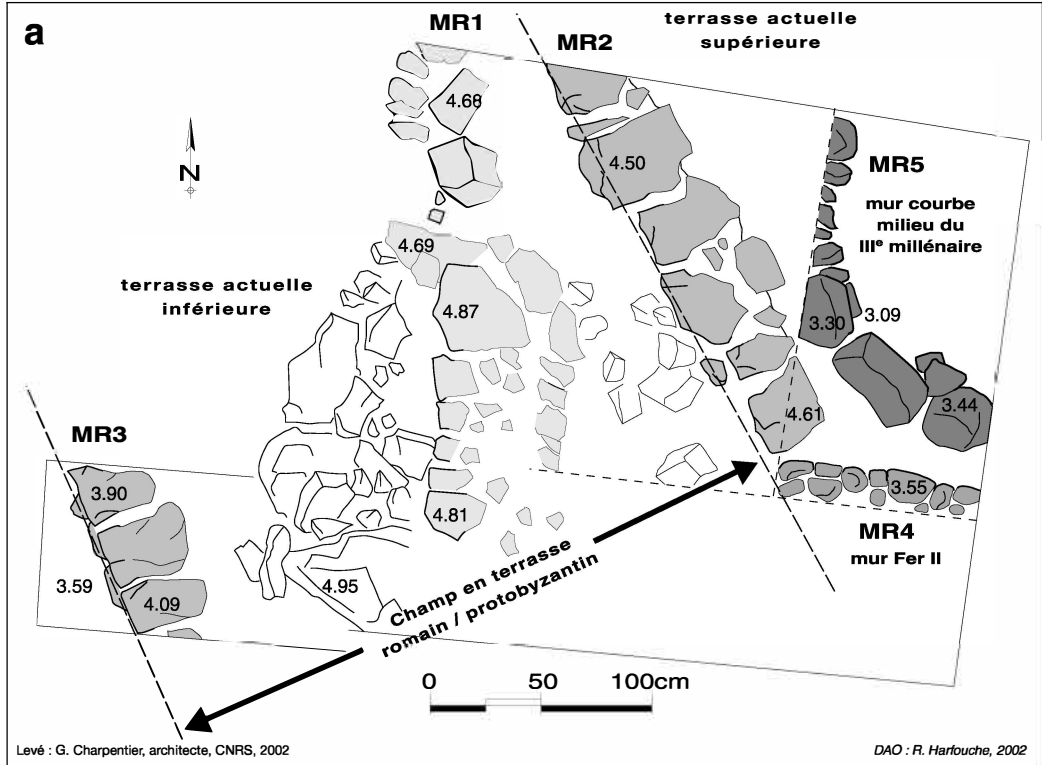 a
MR1
MR2
terrasse actuelle
supérieure
4.68
4.50
MR5
mur courbe
milieu du
IIIe millénaire
N
4.69
terrasse actuelle
inférieure
4.87
3.30
3.09
4.61
3.44
MR3
3.90
3.55
4.81
MR4
mur Fer II
3.59
4.09
4.95
Champ en terrasse
romain / protobyzantin
0 50 100cm
Levé : G. Charpentier, architecte, CNRS, 2002
DAO : R. Harfouche, 2002